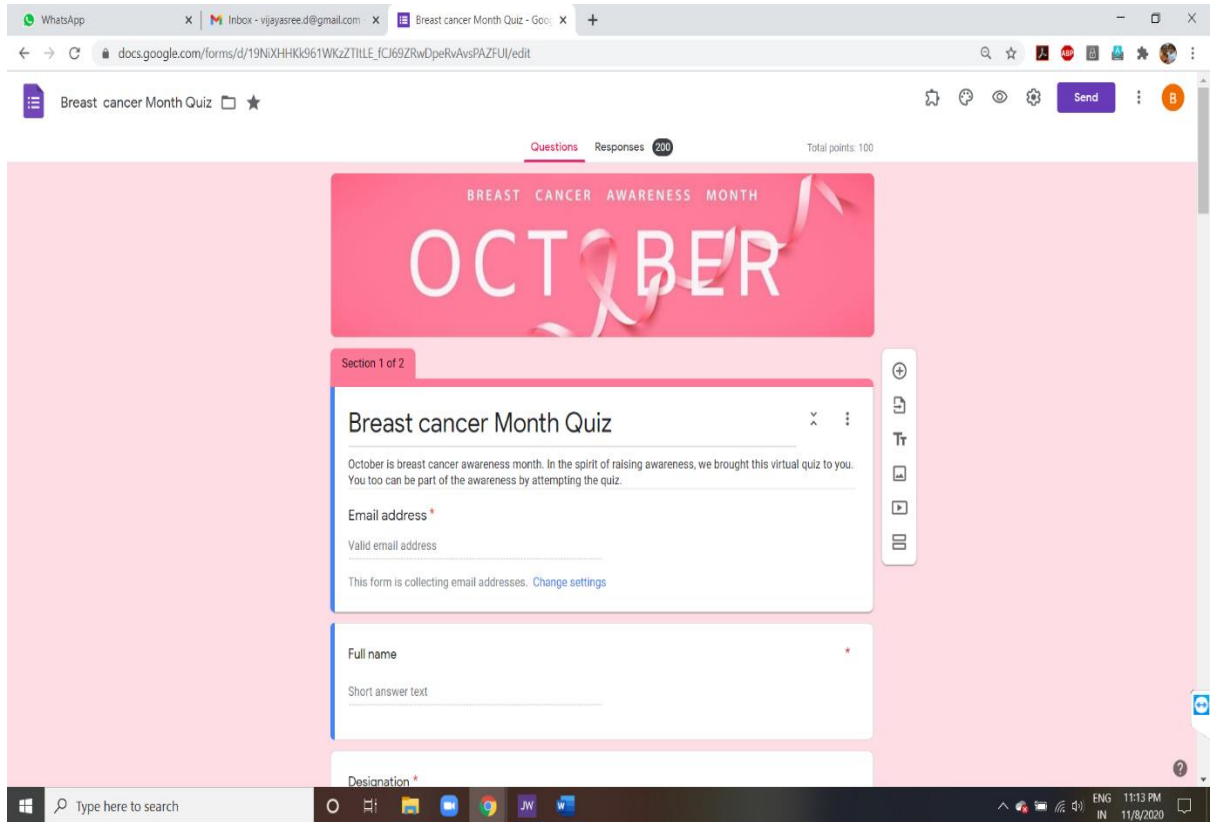 WhatsApp
Inbox - vijayasree.d@gmail.com -
Breast cancer Month Quiz - Goog
docs.google.com/forms/d/19NiXHHKk961WKzZTItLE_fCJ69ZRwDpeRvAvsPAZFUI/edit
ABP
Breast cancer Month Quiz
Send
B
Questions Responses 200
Total points: 100
BREAST CANCER AWARENESS MONTH
OCTOBER
Section 1 of 2
Breast cancer Month Quiz
October is breast cancer awareness month. In the spirit of raising awareness, we brought this virtual quiz to you.
You too can be part of the awareness by attempting the quiz.
Email address *
Valid email address
This form is collecting email addresses. Change settings
Full name *
Short answer text
Designation *
Tт
Type here to search
JW
W
ENG
IN
11:13 PM
11/8/2020